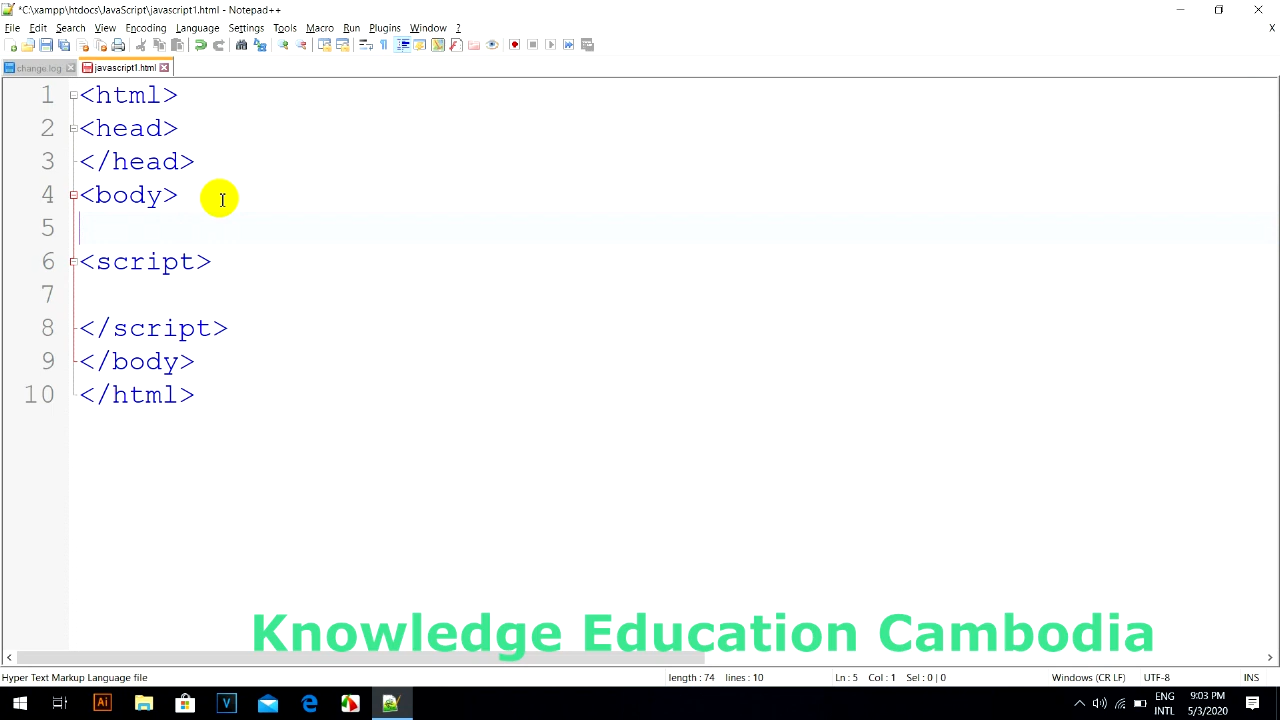 *C:\xampp\htdocs\JavaScript\javascript1.html - Notepad++
File Edit Search View Encoding Language Settings Tools Macro Run Plugins Window ? X
change.log javascript1.html
1 <html>
2 <head>
3 </head>
4 <body>
5
6 <script>
7
8 </script>
9 </body>
10 </html>
Knowledge Education Cambodia
Hyper Text Markup Language file length : 74 lines : 10 Ln : 5 Col : 1 Sel : 0 | 0 Windows (CR LF) UTF-8 INS
Ai V e ENG 9:03 PM
INTL 5/3/2020